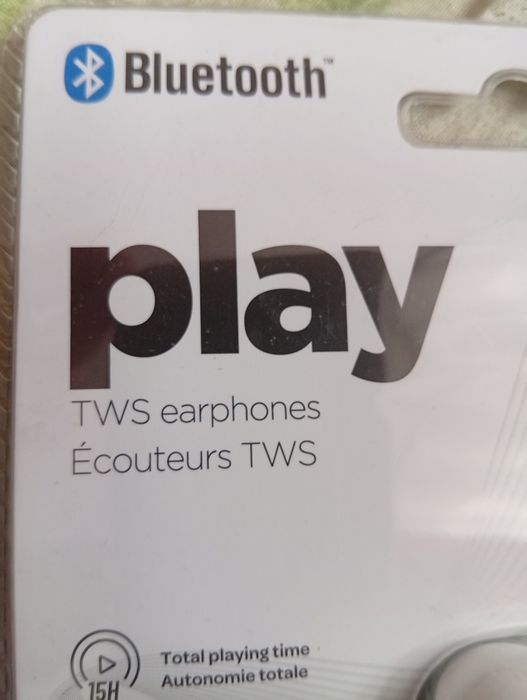 Bluetooth™
play
TWS earphones
Écouteurs TWS
15H
Total playing time
Autonomie totale